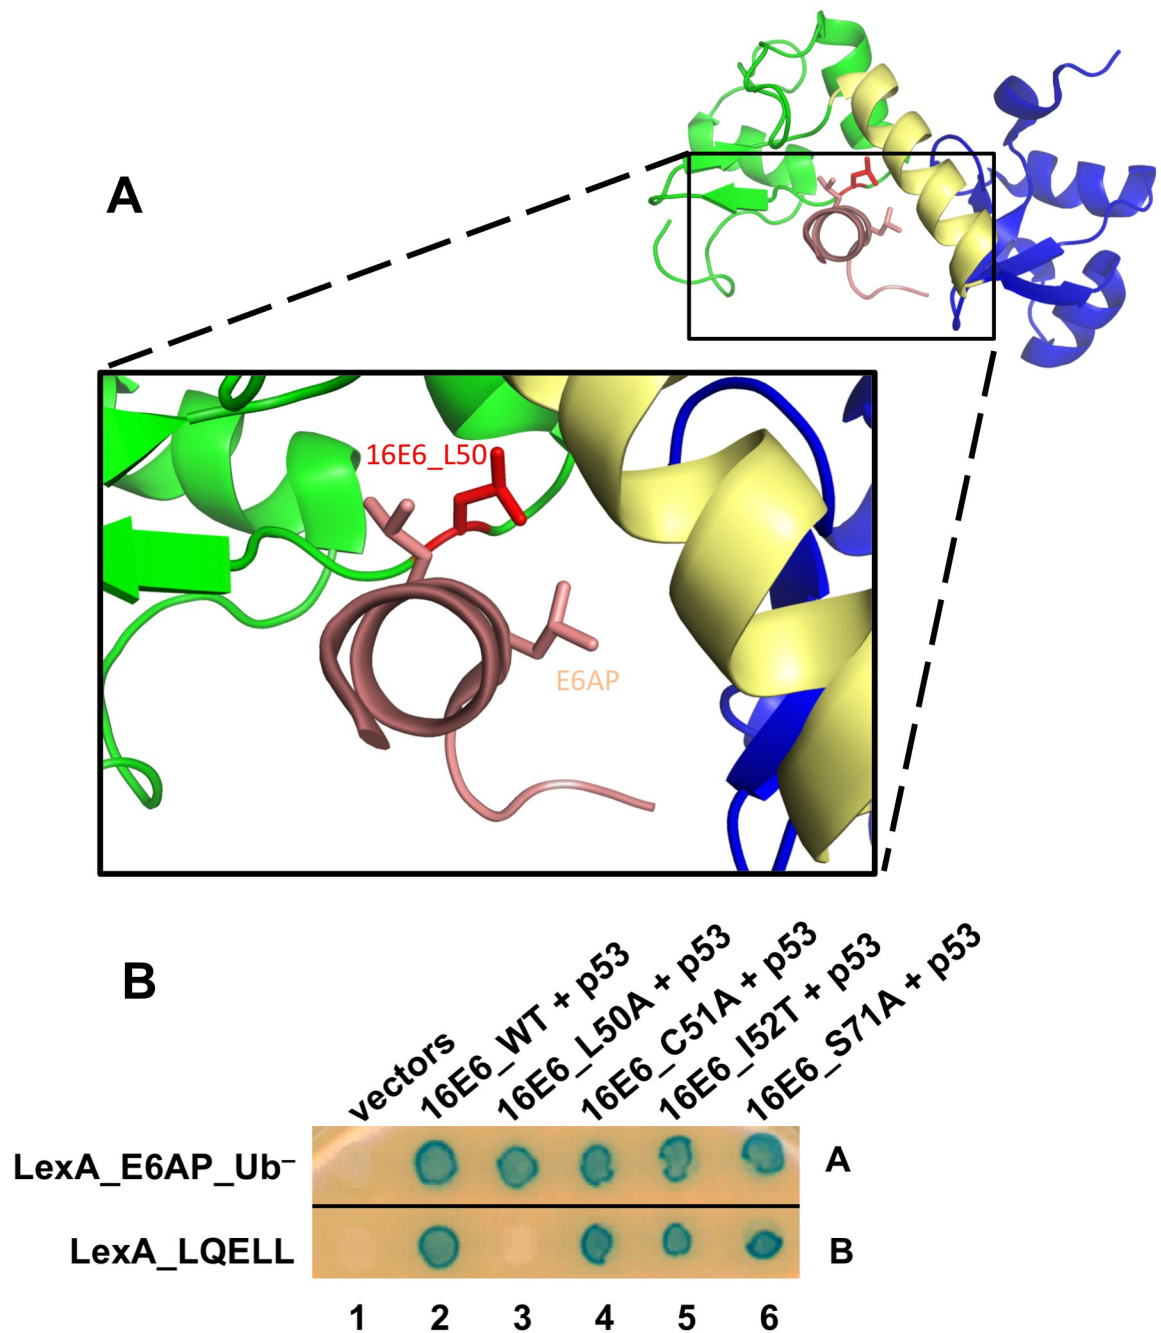 A
16E6_L50
E6AP
B
vectors
16E6_WT + p53
16E6_L50A + p53
16E6_C51A + p53
16E6_I52T + p53
16E6_S71A + p53
LexA_E6AP_Ub⁻
A
LexA_LQELL
B
1 2 3 4 5 6